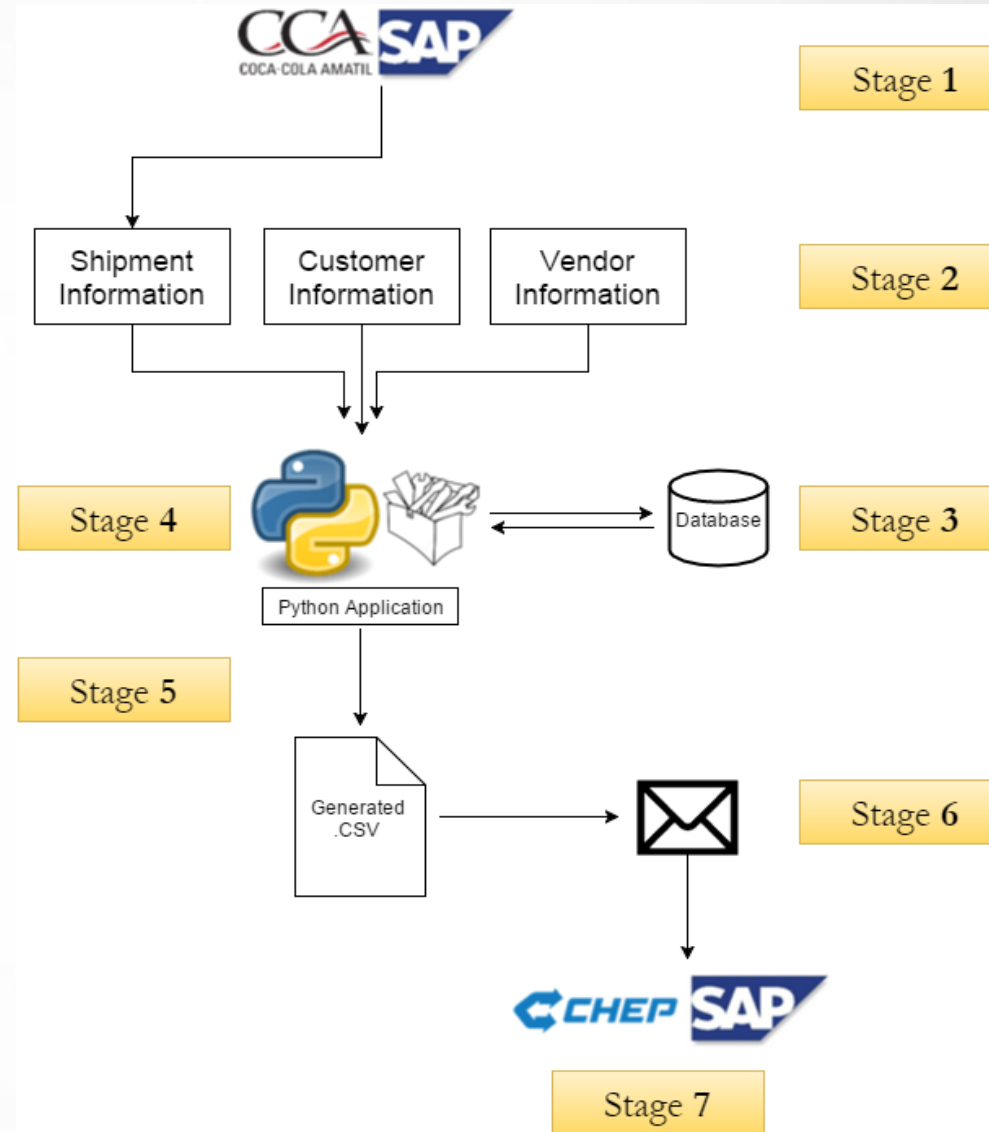 CCA SAP
COCA-COLA AMATIL
Stage 1
Shipment
Information
Customer
Information
Vendor
Information
Stage 2
Stage 4
Database
Stage 3
Python Application
Stage 5
Generated
.CSV
Stage 6
CHEP SAP
Stage 7